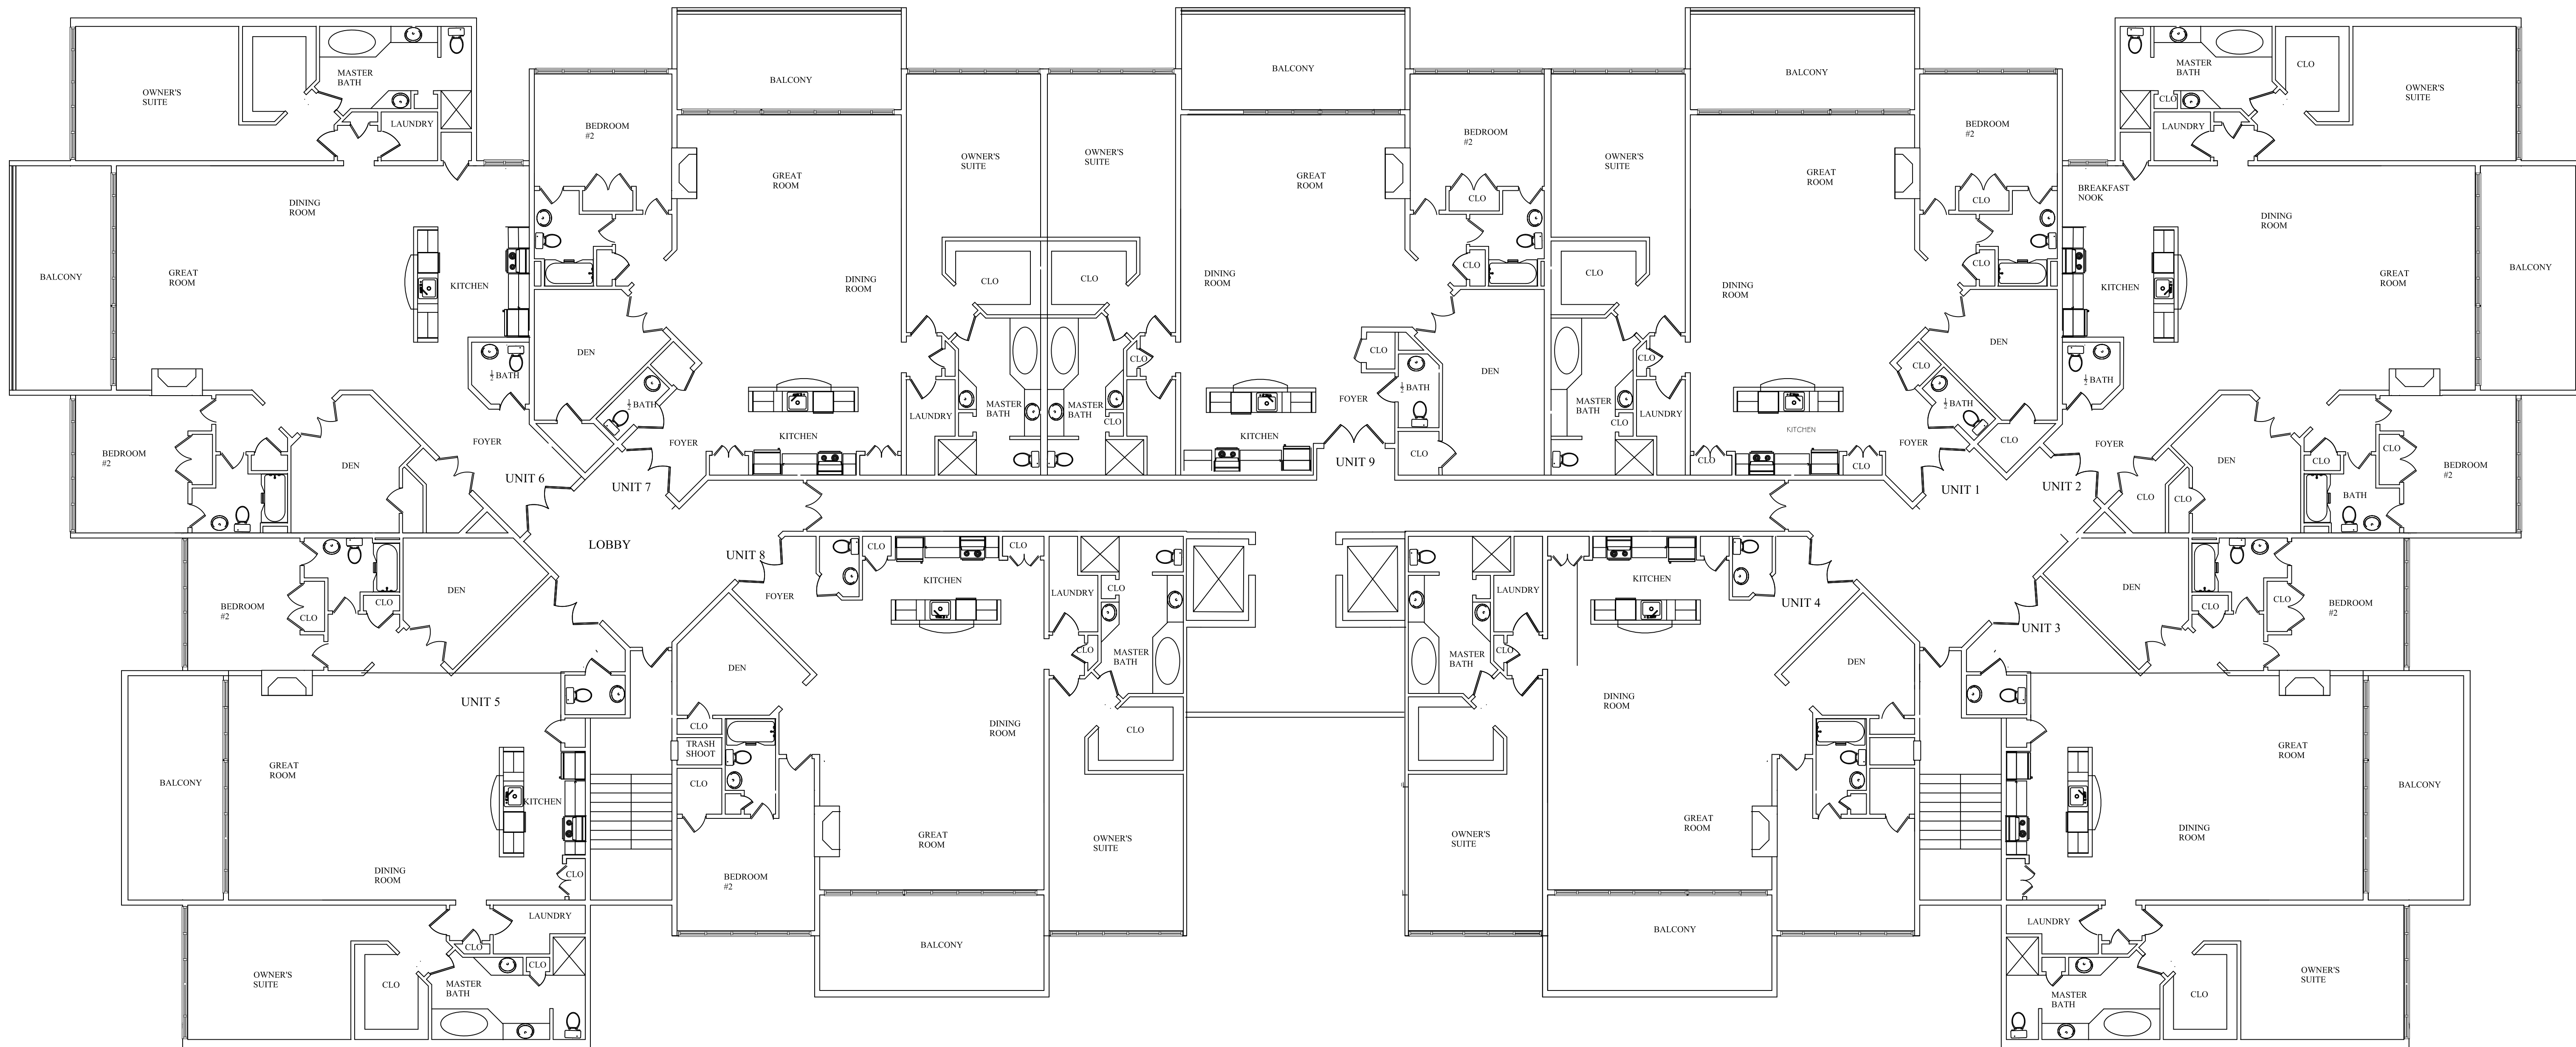 OWNER'S
SUITE
MASTER
BATH
LAUNDRY
DINING
ROOM
BALCONY
GREAT
ROOM
KITCHEN
½ BATH
FOYER
BEDROOM
#2
DEN
UNIT 6
BEDROOM
#2
BALCONY
GREAT
ROOM
OWNER'S
SUITE
DINING
ROOM
CLO
DEN
½ BATH
FOYER
KITCHEN
LAUNDRY
MASTER
BATH
UNIT 7
BALCONY
OWNER'S
SUITE
GREAT
ROOM
BEDROOM
#2
CLO
CLO
CLO
DINING
ROOM
CLO
CLO
DEN
½ BATH
MASTER
BATH
CLO
FOYER
KITCHEN
CLO
UNIT 9
BALCONY
OWNER'S
SUITE
GREAT
ROOM
BEDROOM
#2
CLO
CLO
CLO
DINING
ROOM
DEN
CLO
CLO
½ BATH
MASTER
BATH
LAUNDRY
CLO
KITCHEN
FOYER
CLO
CLO
CLO
UNIT 1
MASTER
BATH
CLO
OWNER'S
SUITE
CLO
LAUNDRY
BREAKFAST
NOOK
DINING
ROOM
KITCHEN
GREAT
ROOM
BALCONY
½ BATH
FOYER
DEN
CLO
CLO
BEDROOM
#2
UNIT 2
CLO
CLO
BATH
LOBBY
UNIT 8
CLO
CLO
KITCHEN
FOYER
LAUNDRY
CLO
CLO
MASTER
BATH
DEN
CLO
TRASH
SHOOT
CLO
DINING
ROOM
CLO
GREAT
ROOM
OWNER'S
SUITE
BEDROOM
#2
BALCONY
DEN
BEDROOM
#2
CLO
CLO
UNIT 5
GREAT
ROOM
BALCONY
KITCHEN
DINING
ROOM
CLO
LAUNDRY
CLO
CLO
OWNER'S
SUITE
CLO
MASTER
BATH
KITCHEN
LAUNDRY
UNIT 4
MASTER
BATH
CLO
DEN
DINING
ROOM
GREAT
ROOM
OWNER'S
SUITE
BALCONY
DEN
CLO
CLO
BEDROOM
#2
UNIT 3
GREAT
ROOM
BALCONY
DINING
ROOM
LAUNDRY
OWNER'S
SUITE
MASTER
BATH
CLO